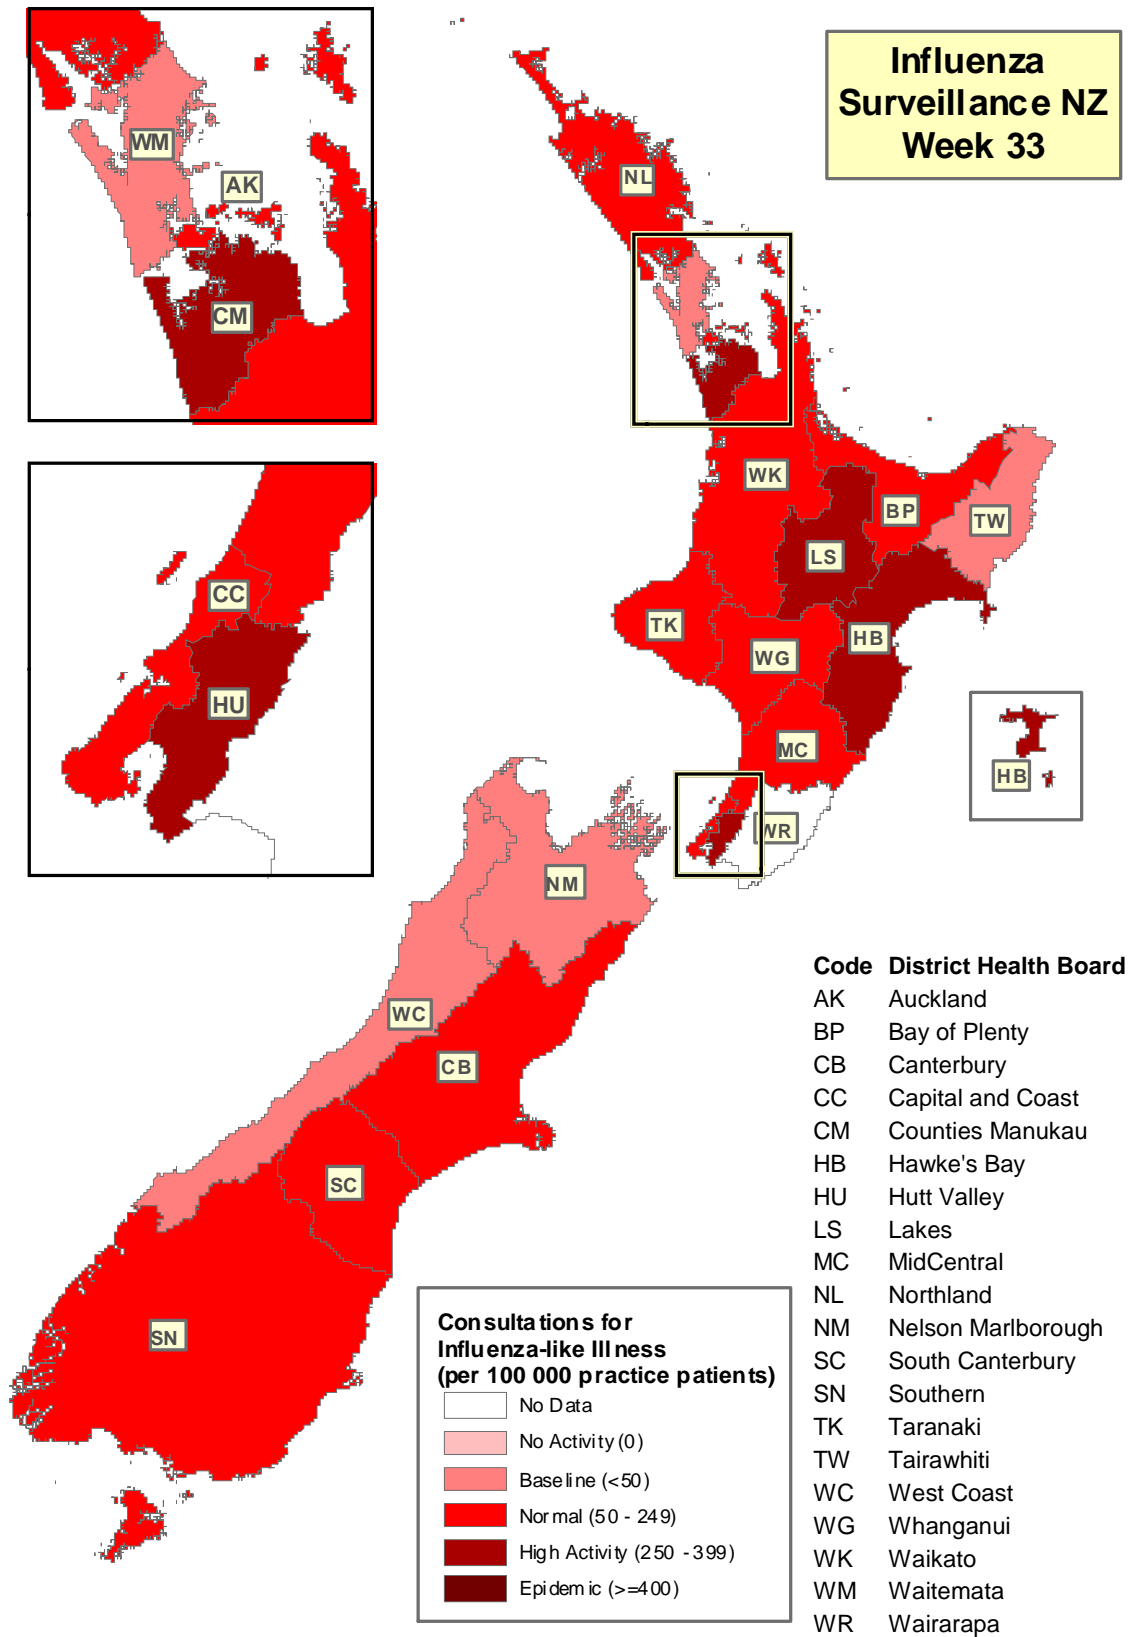 Influenza
Surveillance NZ
Week 33
WM
AK
CM
NL
WK
BP
TW
LS
TK
HB
WG
MC
HB
WR
CC
HU
NM
WC
CB
SC
SN
Consultations for
Influenza-like Illness
(per 100 000 practice patients)
No Data
No Activity (0)
Baseline (<50)
Normal (50 - 249)
High Activity (250 - 399)
Epidemic (>=400)
Code District Health Board
AK Auckland
BP Bay of Plenty
CB Canterbury
CC Capital and Coast
CM Counties Manukau
HB Hawke's Bay
HU Hutt Valley
LS Lakes
MC MidCentral
NL Northland
NM Nelson Marlborough
SC South Canterbury
SN Southern
TK Taranaki
TW Tairawhiti
WC West Coast
WG Whanganui
WK Waikato
WM Waitemata
WR Wairarapa